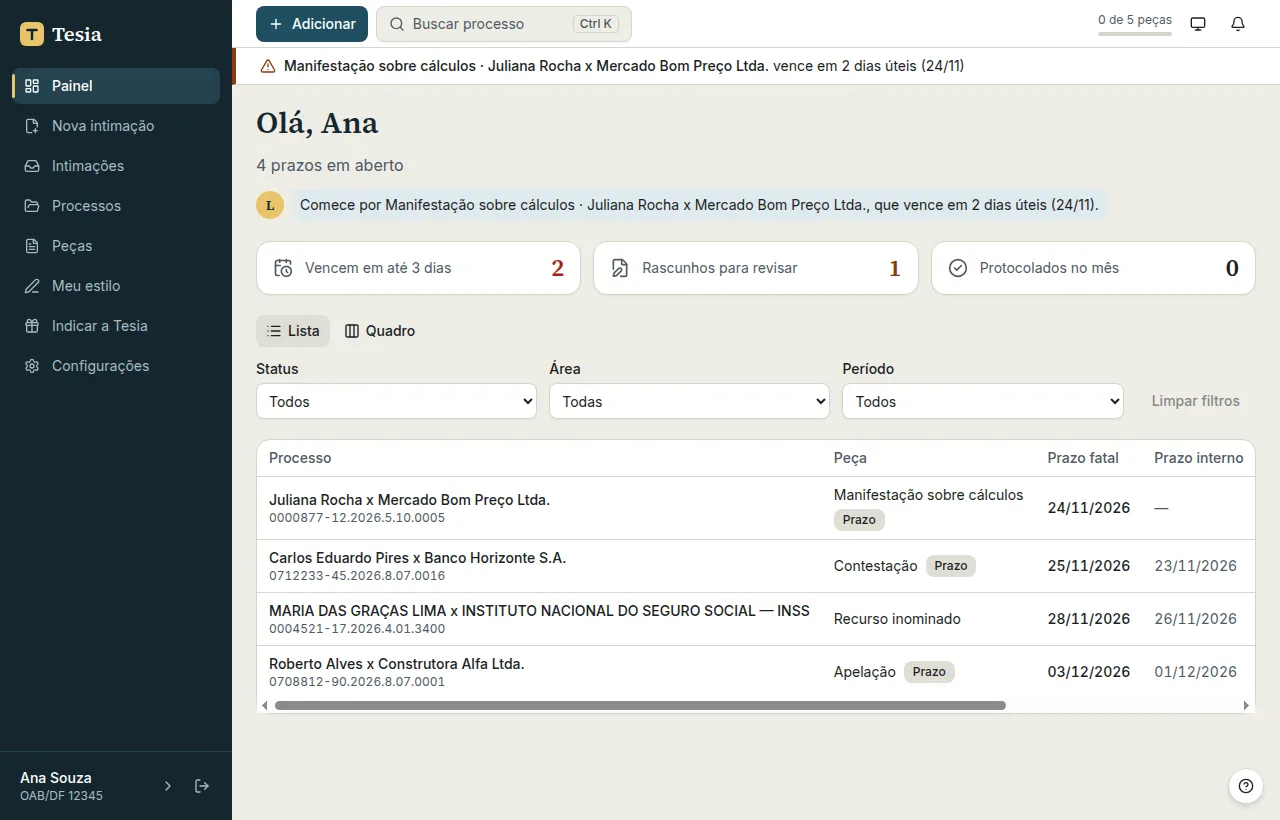 T Tesia
Painel
Nova intimação
Intimações
Processos
Peças
Meu estilo
Indicar a Tesia
Configurações
Ana Souza
OAB/DF 12345
Adicionar
Buscar processo
Ctrl K
0 de 5 peças
Manifestação sobre cálculos · Juliana Rocha x Mercado Bom Preço Ltda. vence em 2 dias úteis (24/11)
Olá, Ana
4 prazos em aberto
L Comece por Manifestação sobre cálculos · Juliana Rocha x Mercado Bom Preço Ltda., que vence em 2 dias úteis (24/11).
Vencem em até 3 dias 2
Rascunhos para revisar 1
Protocolados no mês 0
Lista Quadro
Status Área Período
Todos Todas Todos Limpar filtros
Processo Peça Prazo fatal Prazo interno
Juliana Rocha x Mercado Bom Preço Ltda.
0000877-12.2026.5.10.0005
Manifestação sobre cálculos
Prazo
24/11/2026 —
Carlos Eduardo Pires x Banco Horizonte S.A.
0712233-45.2026.8.07.0016
Contestação Prazo 25/11/2026 23/11/2026
MARIA DAS GRAÇAS LIMA x INSTITUTO NACIONAL DO SEGURO SOCIAL — INSS
0004521-17.2026.4.01.3400
Recurso inominado 28/11/2026 26/11/2026
Roberto Alves x Construtora Alfa Ltda.
0708812-90.2026.8.07.0001
Apelação Prazo 03/12/2026 01/12/2026